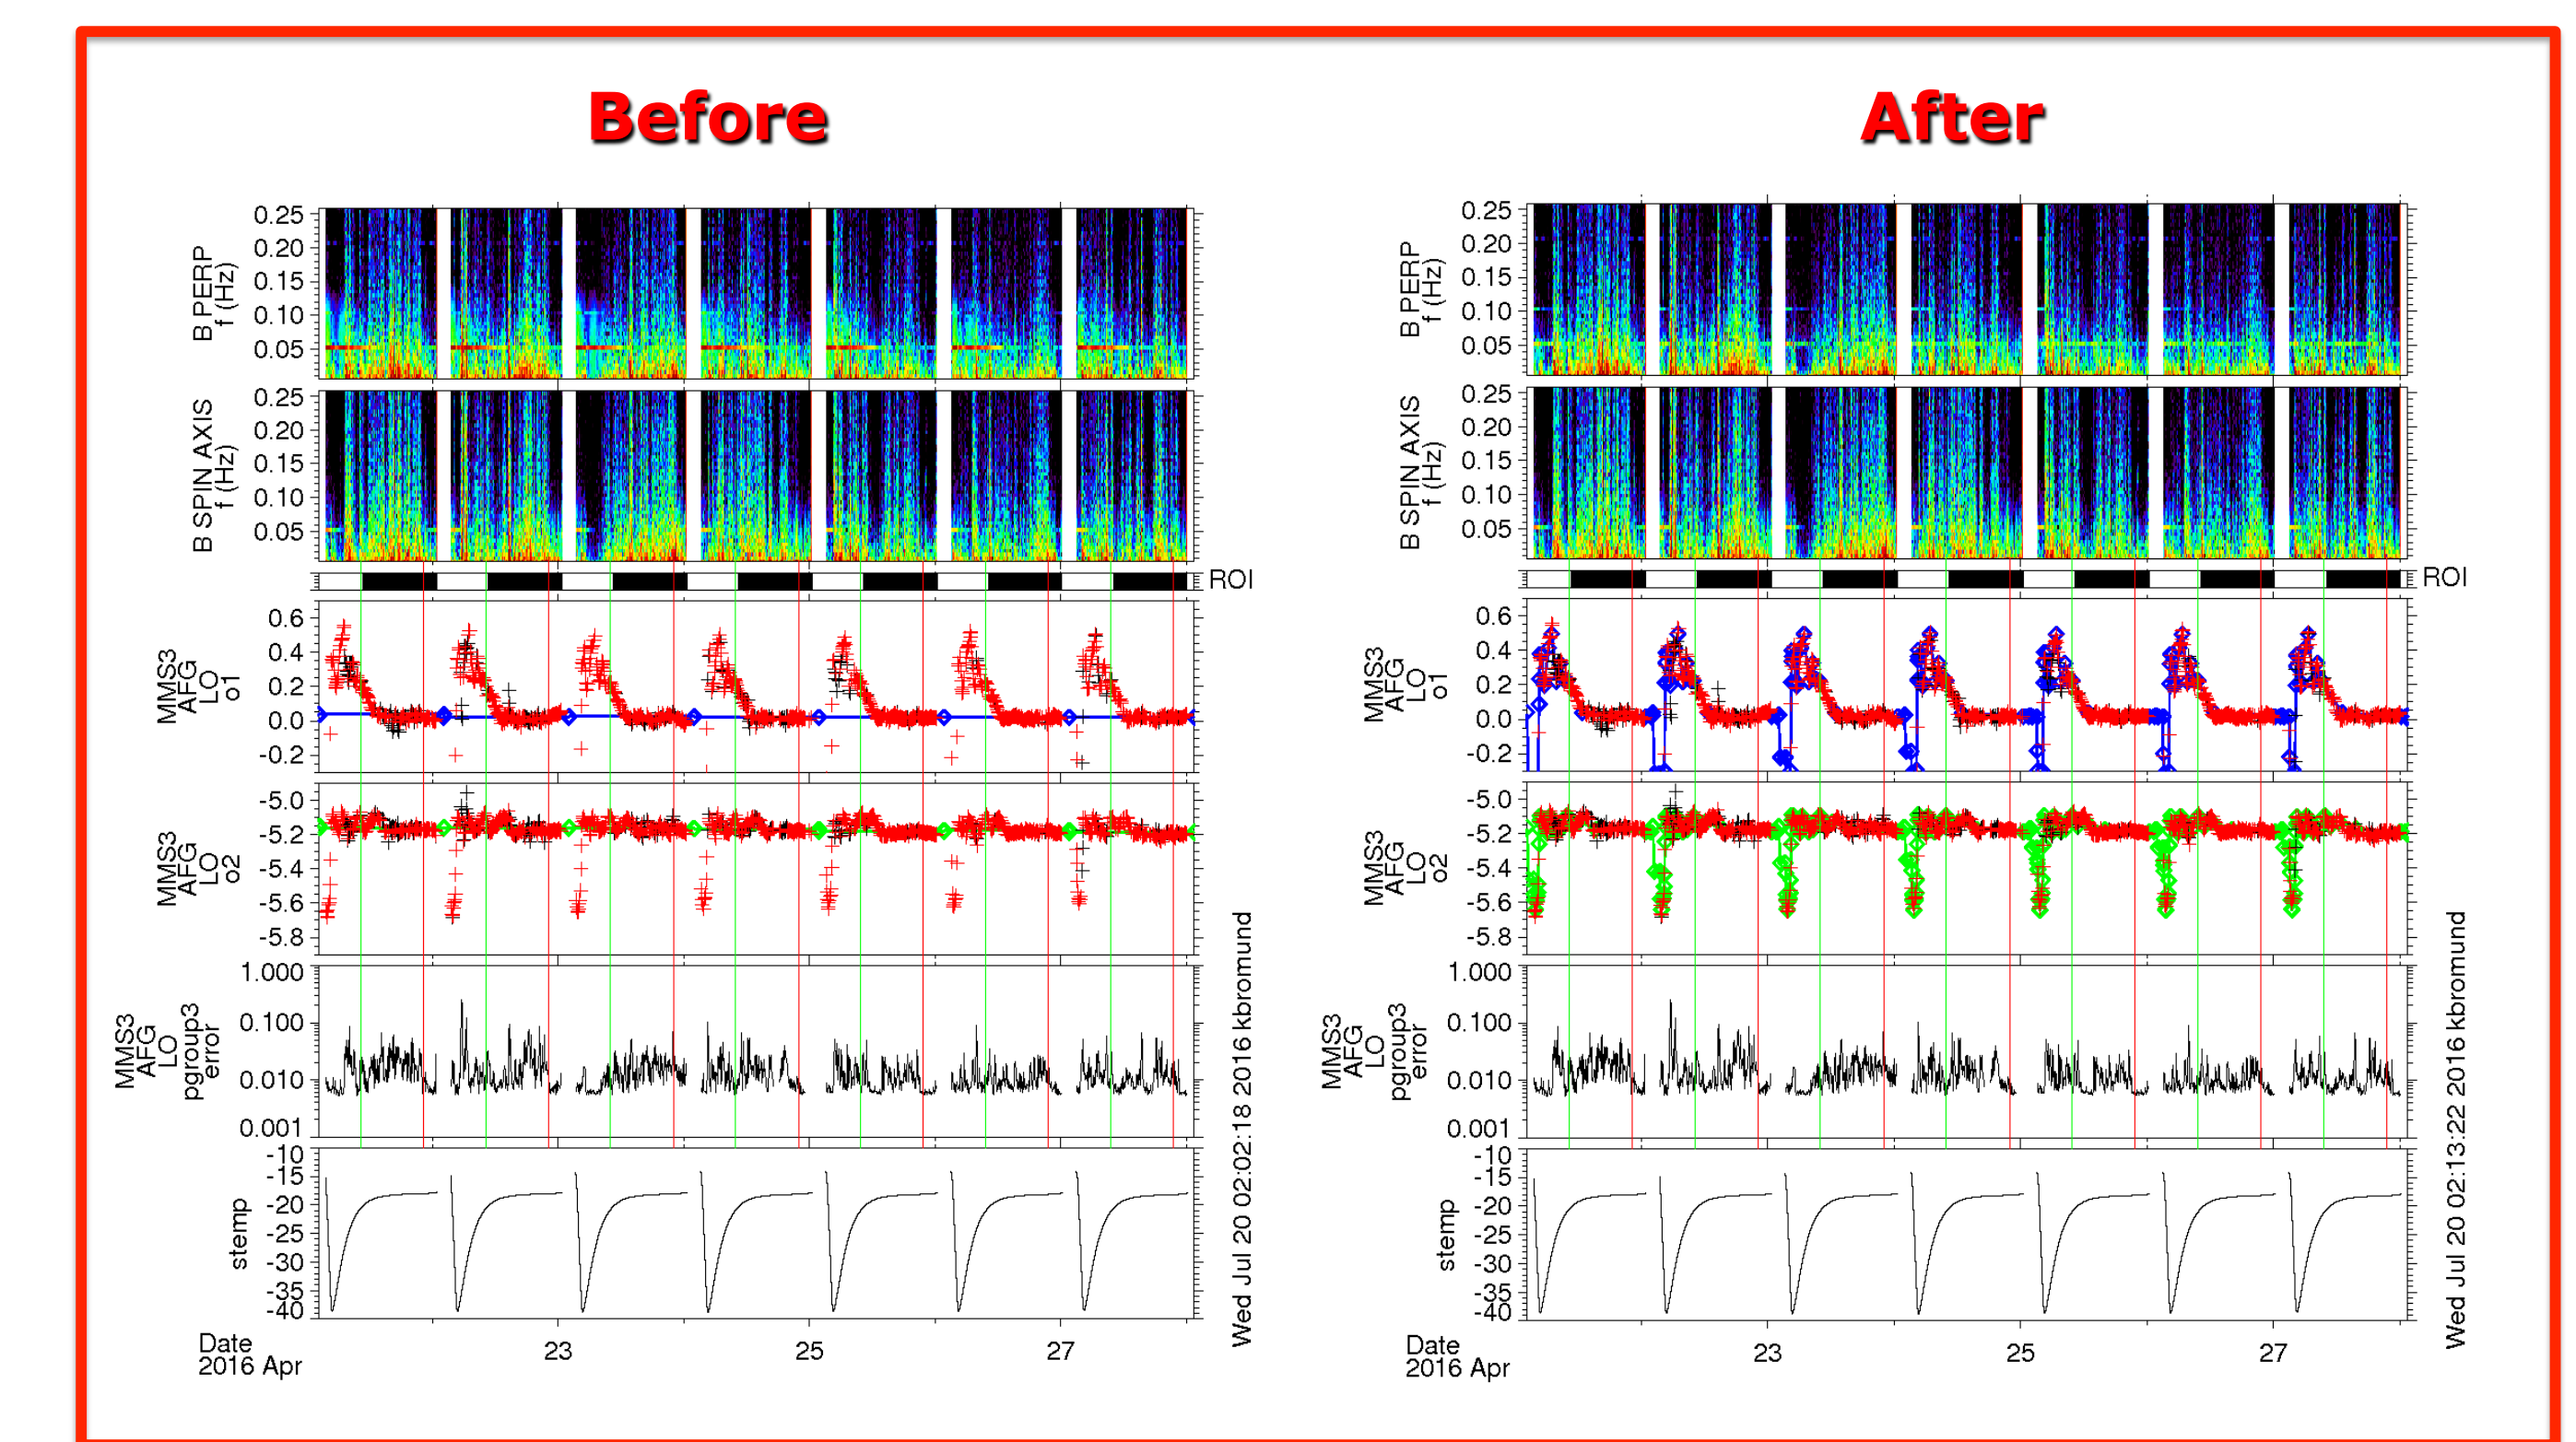 Before
After
0.25
0.20
0.15
0.10
0.05
B PERP
f (Hz)
0.25
0.20
0.15
0.10
0.05
B SPIN AXIS
f (Hz)
ROI
0.6
0.4
0.2
0.0
-0.2
MMS3
AFG
LO
o1
-5.0
-5.2
-5.4
-5.6
-5.8
MMS3
AFG
LO
o2
1.000
0.100
0.010
0.001
MMS3
AFG
LO
pgroup3
error
-10
-15
-20
-25
-30
-35
-40
stemp
Date
2016 Apr
23
25
27
Wed Jul 20 02:02:18 2016 kbromund
0.25
0.20
0.15
0.10
0.05
B PERP
f (Hz)
0.25
0.20
0.15
0.10
0.05
B SPIN AXIS
f (Hz)
ROI
0.6
0.4
0.2
0.0
-0.2
MMS3
AFG
LO
o1
-5.0
-5.2
-5.4
-5.6
-5.8
MMS3
AFG
LO
o2
1.000
0.100
0.010
0.001
MMS3
AFG
LO
pgroup3
error
-10
-15
-20
-25
-30
-35
-40
stemp
Date
2016 Apr
23
25
27
Wed Jul 20 02:13:22 2016 kbromund